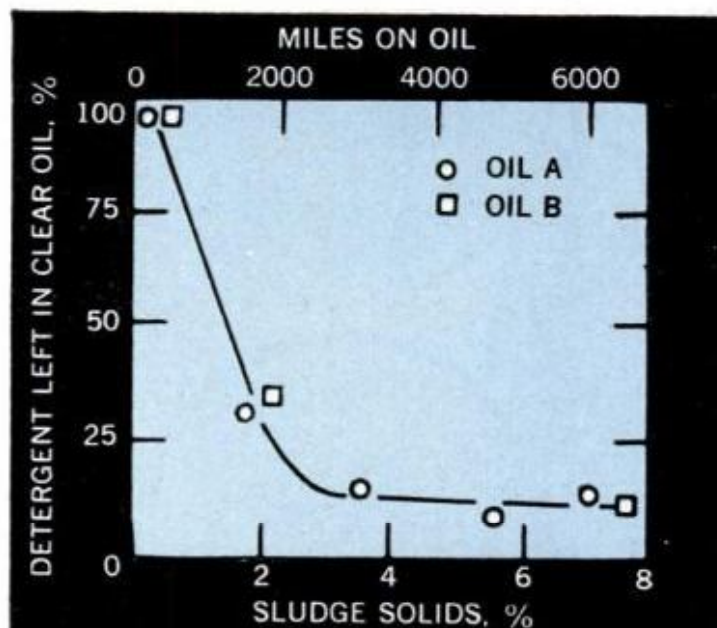 MILES ON OIL
0 2000 4000 6000
DETERGENT LEFT IN CLEAR OIL, %
100
75
50
25
0
OIL A
OIL B
2 4 6 8
SLUDGE SOLIDS, %